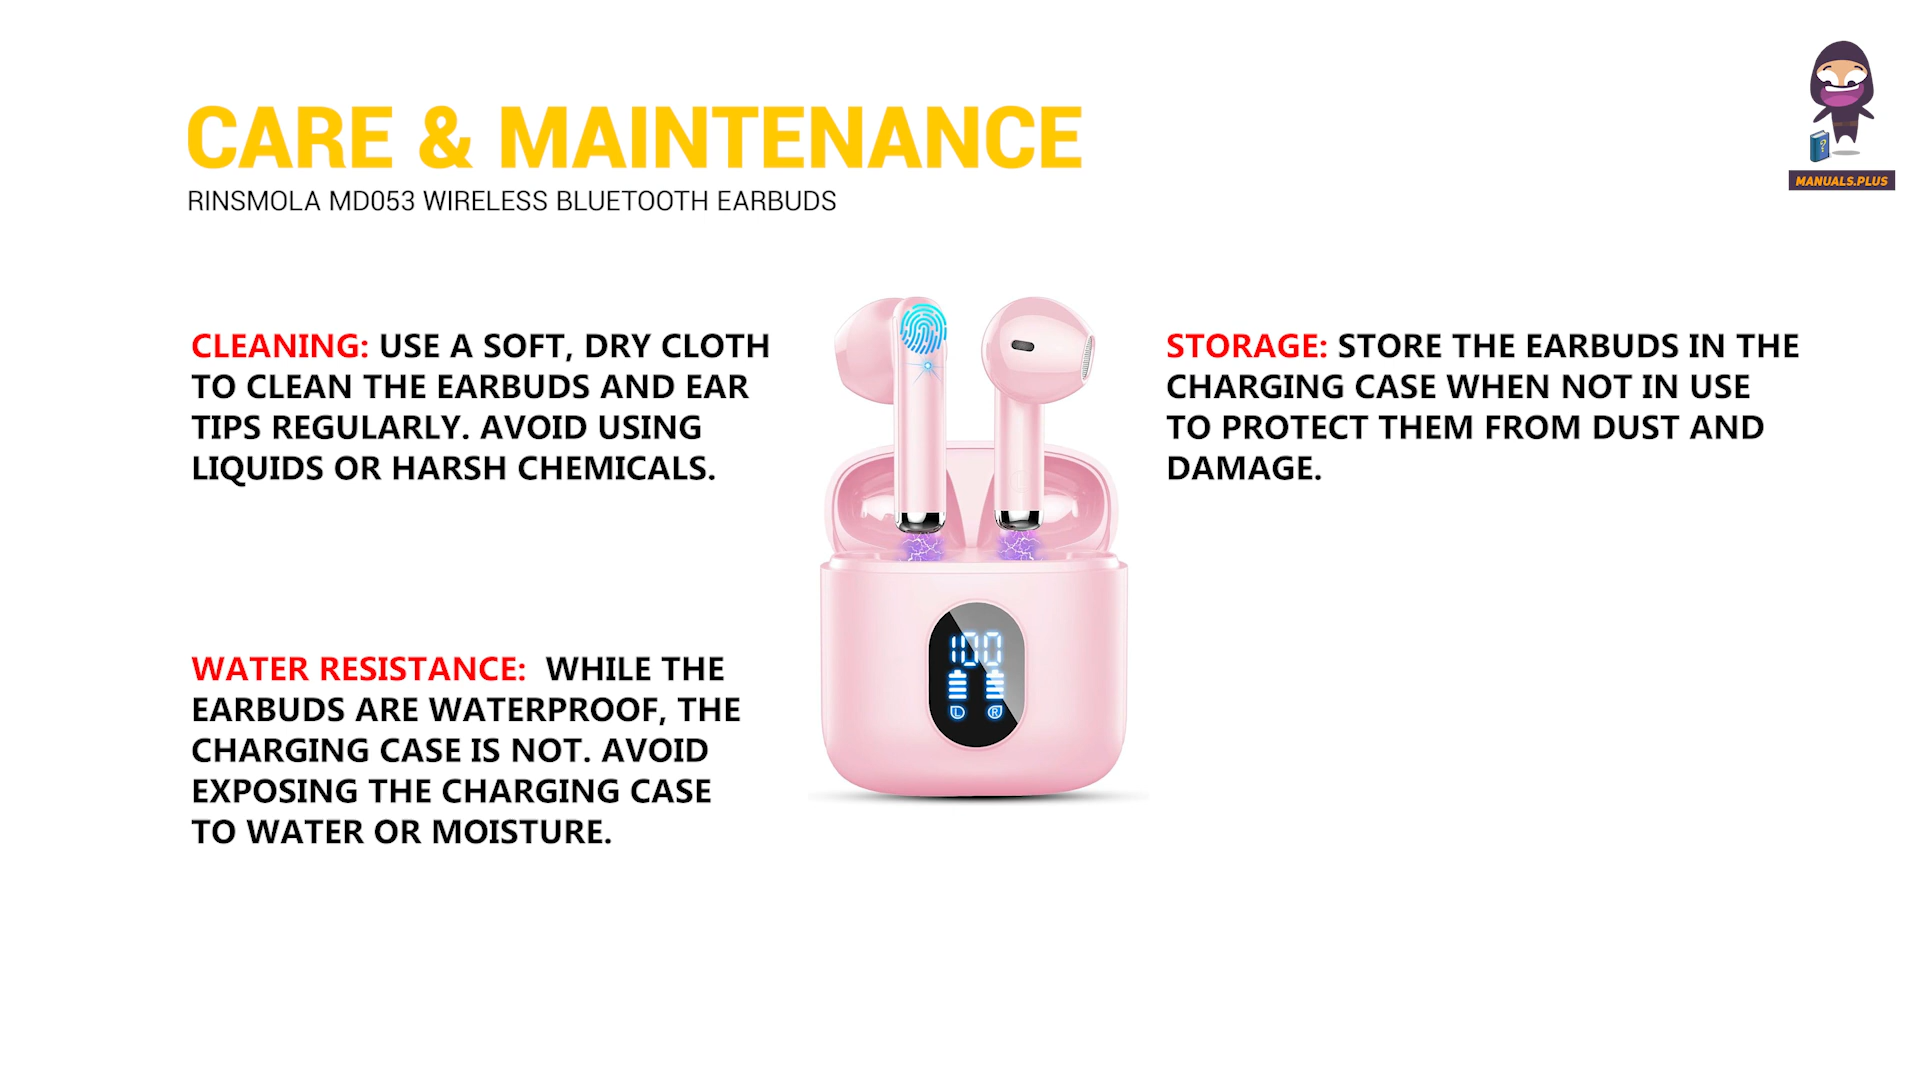 CARE & MAINTENANCE
RINSMOLA MD053 WIRELESS BLUETOOTH EARBUDS
MANUALS.PLUS
?
CLEANING: USE A SOFT, DRY CLOTH
TO CLEAN THE EARBUDS AND EAR
TIPS REGULARLY. AVOID USING
LIQUIDS OR HARSH CHEMICALS.
WATER RESISTANCE:  WHILE THE
EARBUDS ARE WATERPROOF, THE
CHARGING CASE IS NOT. AVOID
EXPOSING THE CHARGING CASE
TO WATER OR MOISTURE.
100
L R
STORAGE: STORE THE EARBUDS IN THE
CHARGING CASE WHEN NOT IN USE
TO PROTECT THEM FROM DUST AND
DAMAGE.